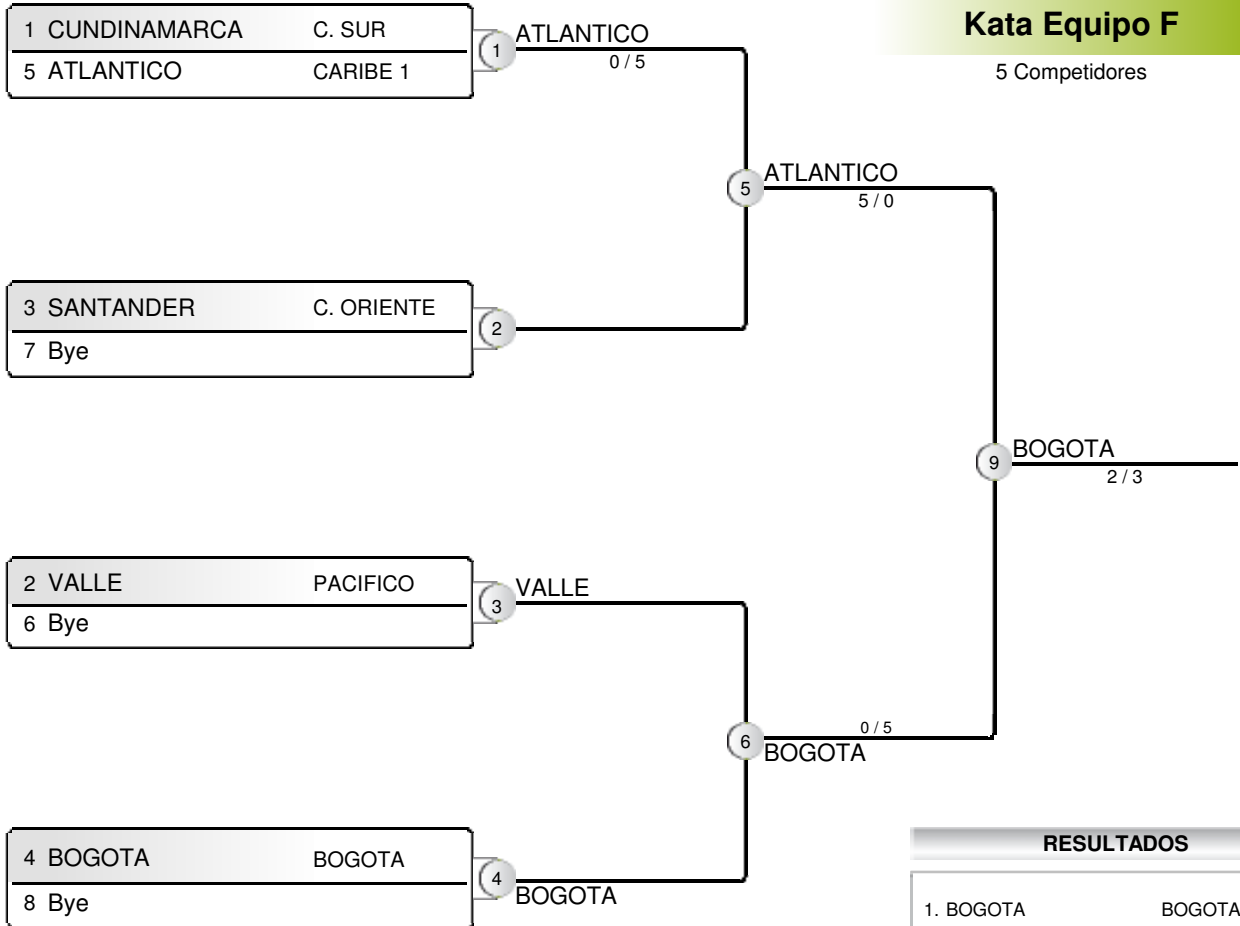 Kata Equipo F
5 Competidores
1 CUNDINAMARCA C. SUR
5 ATLANTICO CARIBE 1
1
ATLANTICO
0 / 5
5
ATLANTICO
5 / 0
3 SANTANDER C. ORIENTE
7 Bye
2
9
BOGOTA
2 / 3
2 VALLE PACIFICO
6 Bye
3
VALLE
6
0 / 5
BOGOTA
4 BOGOTA BOGOTA
8 Bye
4
BOGOTA
RESULTADOS
1. BOGOTA BOGOTA